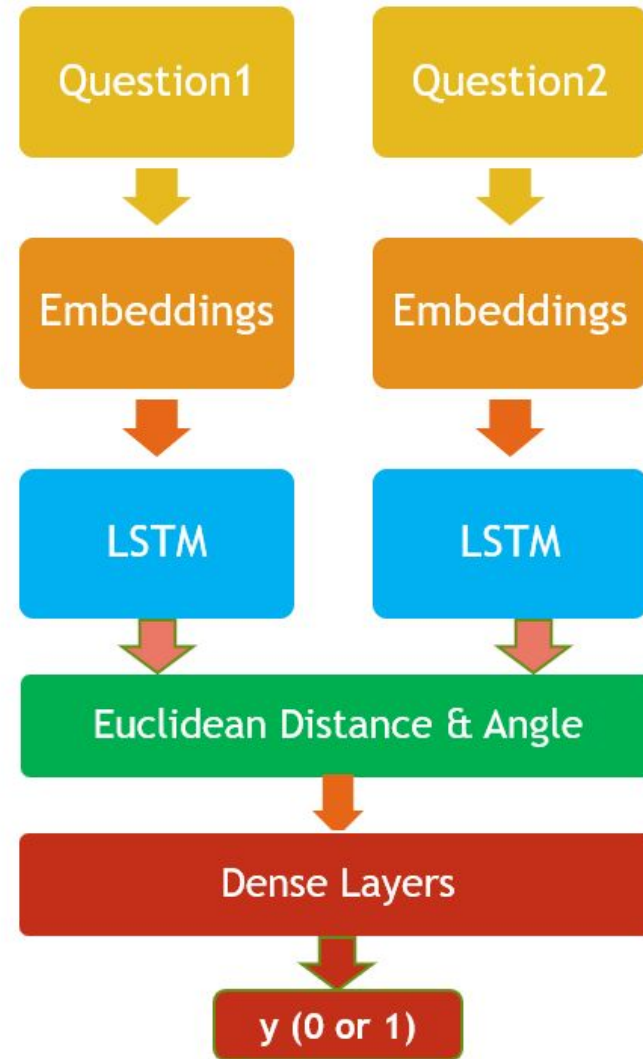 Question1
Question2
Embeddings
Embeddings
LSTM
LSTM
Euclidean Distance & Angle
Dense Layers
y (0 or 1)